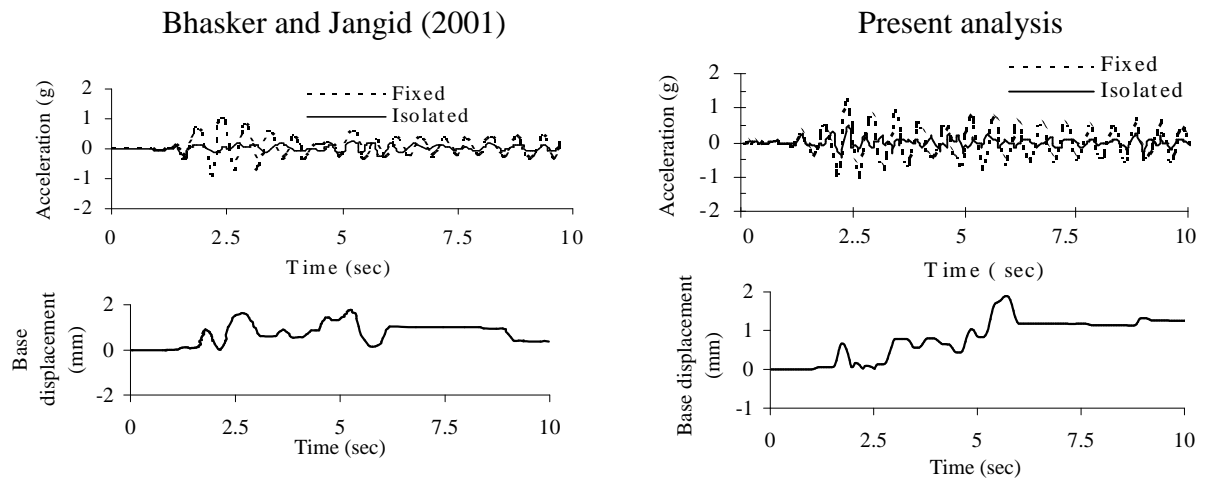 Bhasker and Jangid (2001)
Acceleration (g)
2
1
0
-1
-2
Fixed
Isolated
0
2.5
5
7.5
10
Time (sec)
Base
displacement
(mm)
2
0
-2
0
2.5
5
7.5
10
Time (sec)
Present analysis
Acceleration (g)
2
1
0
-1
-2
Fixed
Isolated
0
2..5
5
7.5
10
Time ( sec)
Base displacement
(mm)
2
1
0
-1
0
2.5
5
7.5
10
Time (sec)